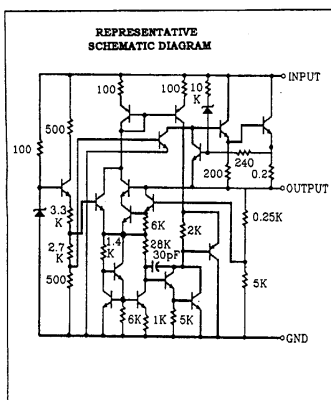 REPRESENTATIVE
SCHEMATIC DIAGRAM
INPUT
100
100
10
K
500
100
240
200
0.2
OUTPUT
3.3
K
0.25K
6K
2K
2.7
K
1.4
K
28K
30pF
5K
500
6K
1K
5K
GND